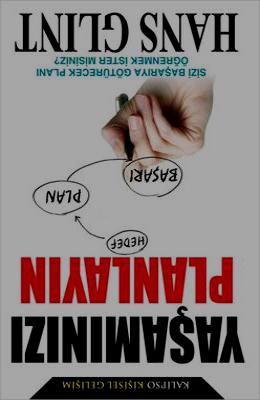 KALİPSO KİŞİSEL GELİŞİM
YAŞAMINIZI
PLANLAYIN
HEDEF
PLAN
BAŞARI
SİZİ BAŞARIYA GÖTÜRECEK PLANI
ÖĞRENMEK İSTER MİSİNİZ?
HANS GLINT